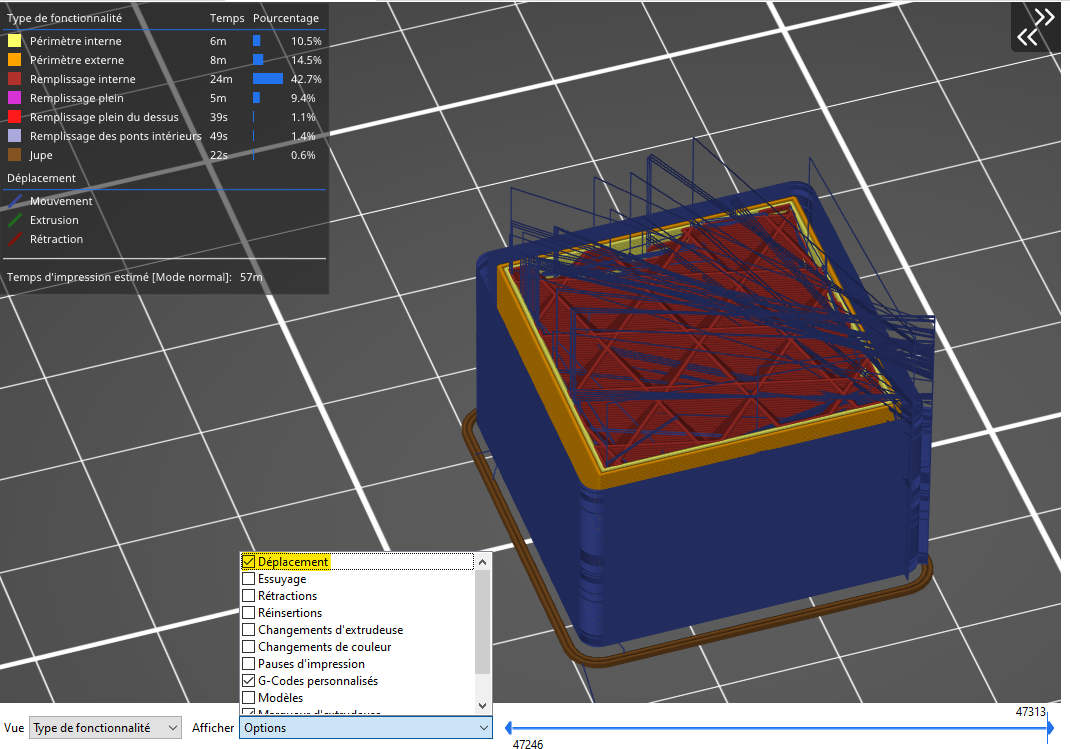 Type de fonctionnalité Temps Pourcentage
Périmètre interne 6m 10.5%
Périmètre externe 8m 14.5%
Remplissage interne 24m 42.7%
Remplissage plein 5m 9.4%
Remplissage plein du dessus 39s 1.1%
Remplissage des ponts intérieurs 49s 1.4%
Jupe 22s 0.6%
Déplacement
Mouvement
Extrusion
Rétraction
Temps d'impression estimé [Mode normal]: 57m
Déplacement
Essuyage
Rétractions
Réinsertions
Changements d'extrudeuse
Changements de couleur
Pauses d'impression
G-Codes personnalisés
Modèles
47313
Vue Type de fonctionnalité Afficher Options
47246